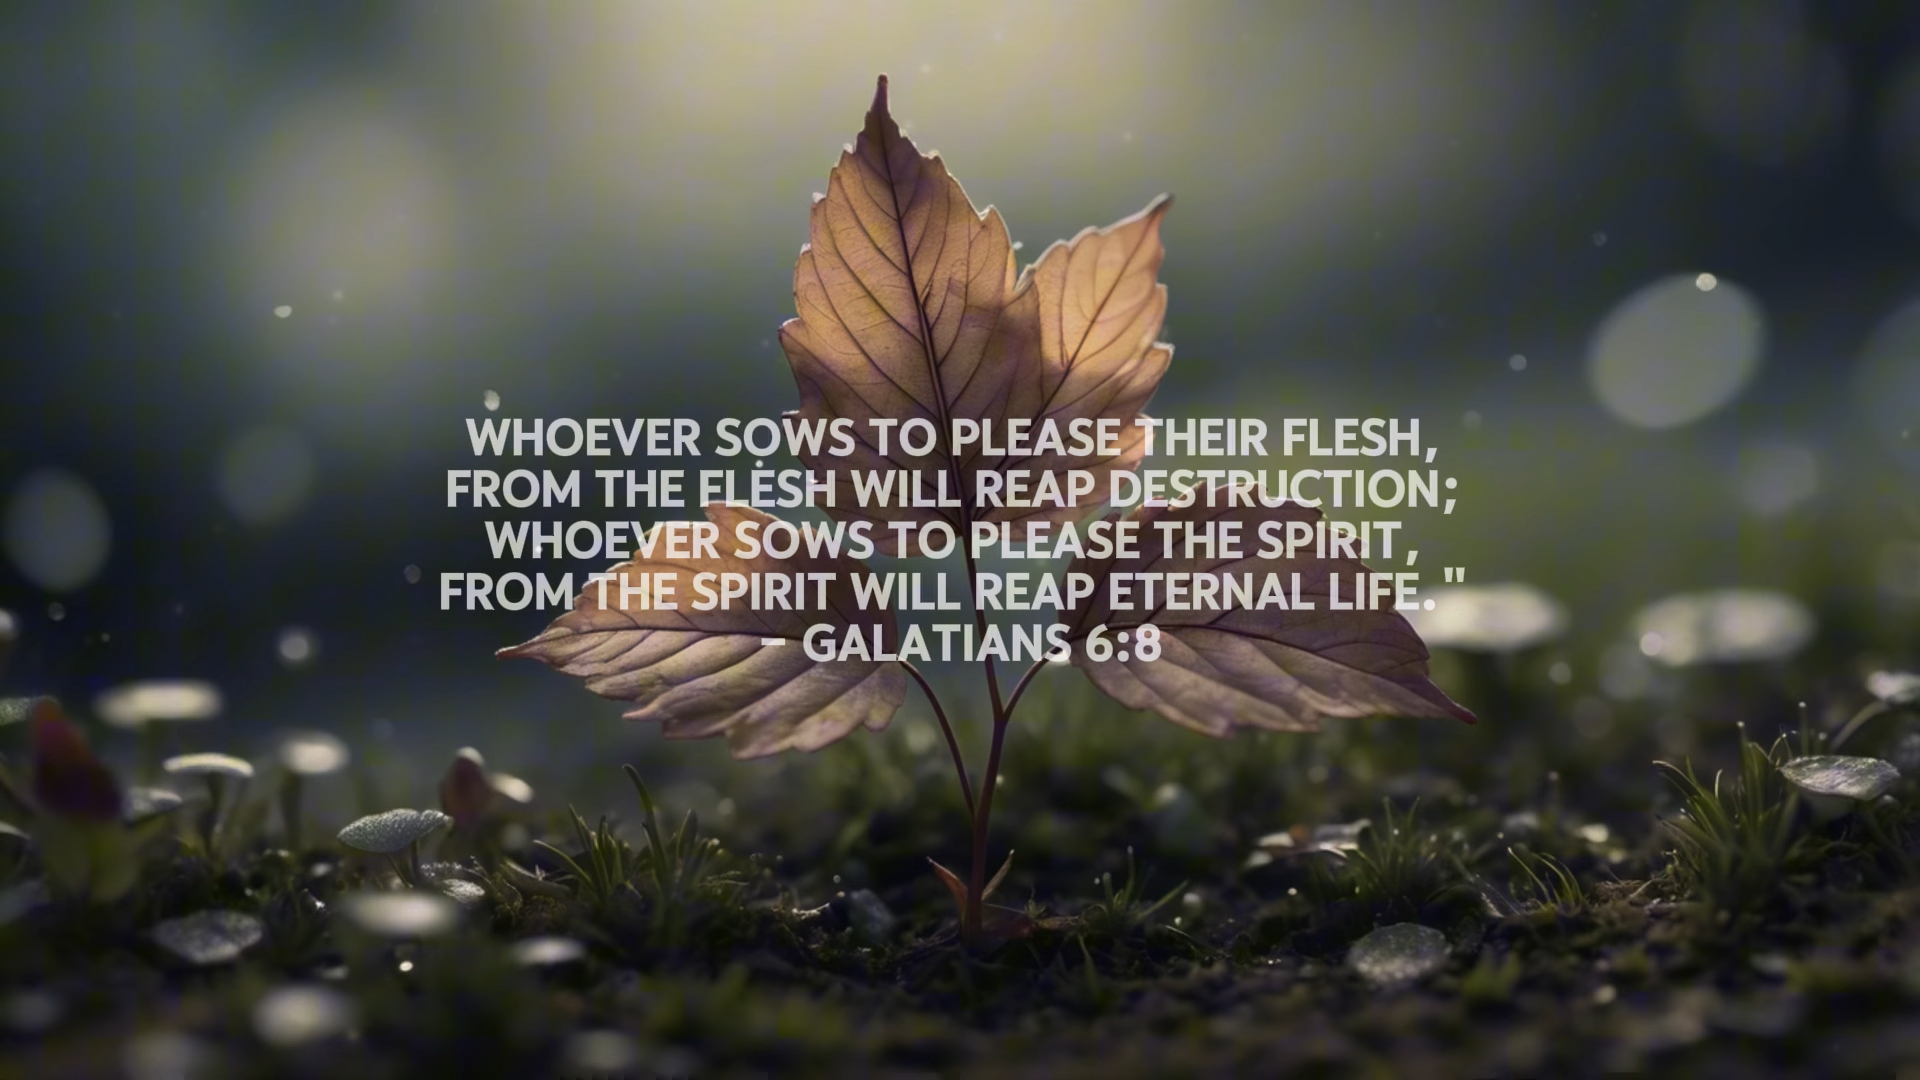 WHOEVER SOWS TO PLEASE THEIR FLESH,
FROM THE FLESH WILL REAP DESTRUCTION;
WHOEVER SOWS TO PLEASE THE SPIRIT,
FROM THE SPIRIT WILL REAP ETERNAL LIFE."
- GALATIANS 6:8